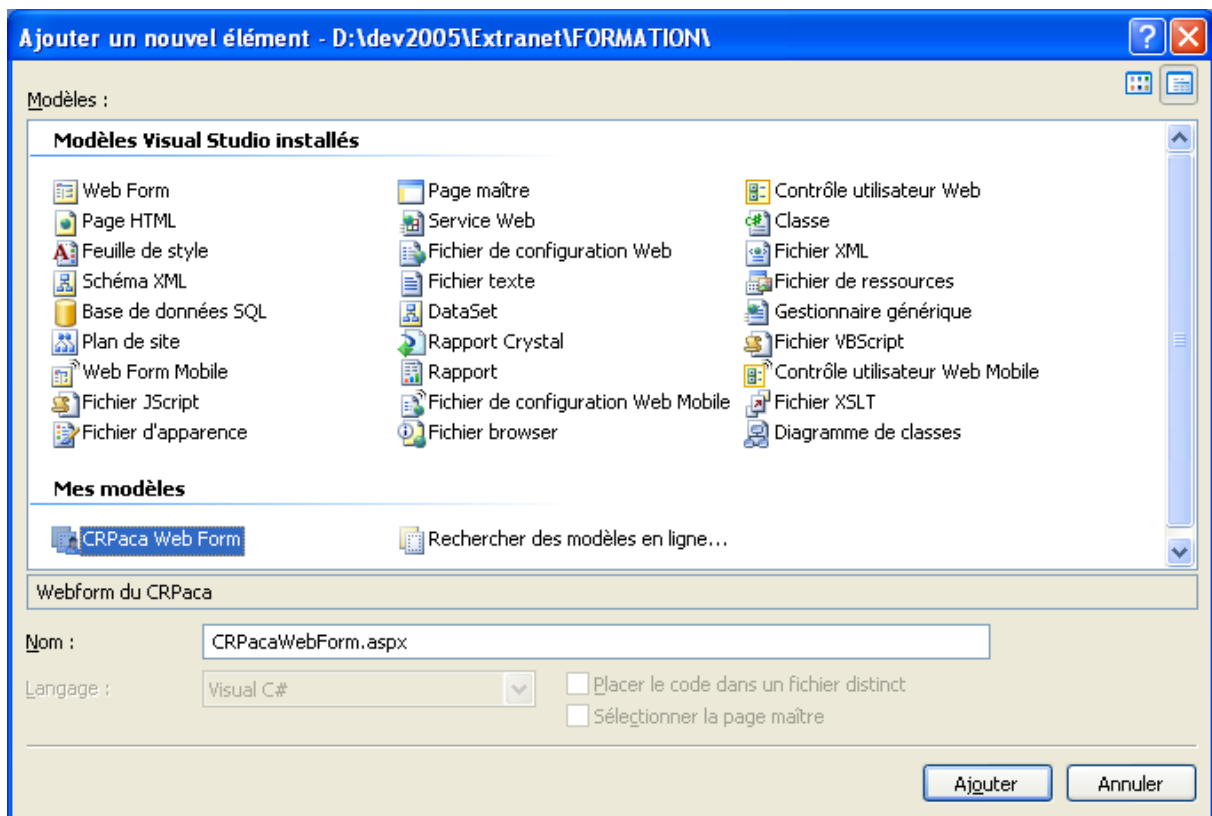 Ajouter un nouvel élément - D:\dev2005\Extranet\FORMATION\
Modèles :
Modèles Visual Studio installés
Web Form Page maître Contrôle utilisateur Web
Page HTML Service Web Classe
Feuille de style Fichier de configuration Web Fichier XML
Schéma XML Fichier texte Fichier de ressources
Base de données SQL DataSet Gestionnaire générique
Plan de site Rapport Crystal Fichier VBScript
Web Form Mobile Rapport Contrôle utilisateur Web Mobile
Fichier JScript Fichier de configuration Web Mobile Fichier XSLT
Fichier d'apparence Fichier browser Diagramme de classes
Mes modèles
CRPaca Web Form Rechercher des modèles en ligne...
Webform du CRPaca
Nom : CRPacaWebForm.aspx
Langage : Visual C# Placer le code dans un fichier distinct
Sélectionner la page maître
Ajouter Annuler